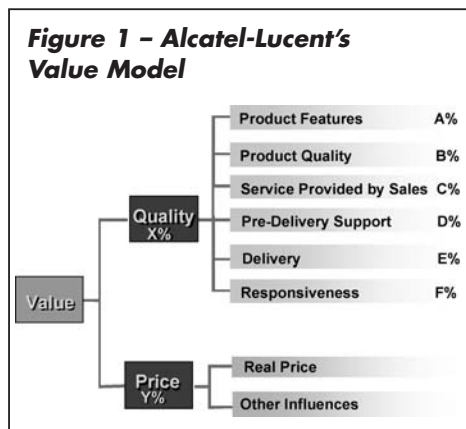 Figure 1 – Alcatel-Lucent's
Value Model
Product Features A%
Product Quality B%
Service Provided by Sales C%
Quality
X%
Pre-Delivery Support D%
Delivery E%
Responsiveness F%
Value
Price
Y%
Real Price
Other Influences